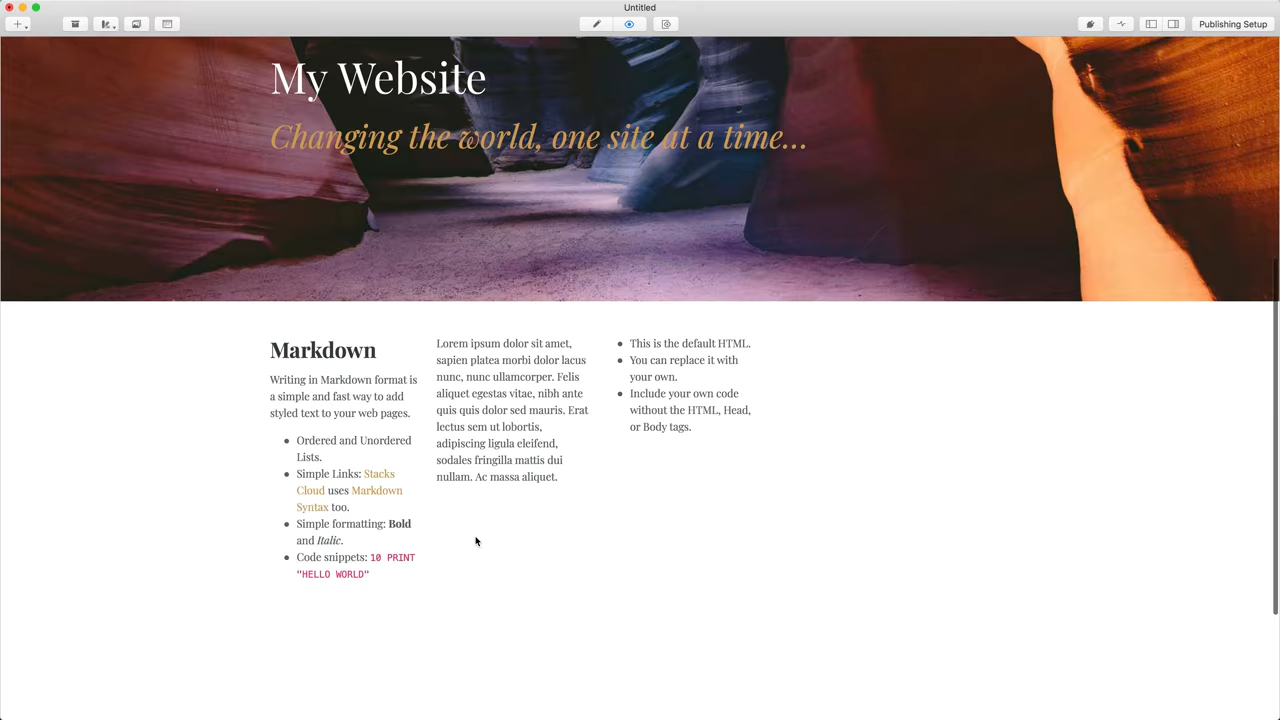 Untitled
Publishing Setup
My Website
Changing the world, one site at a time...
Markdown
Writing in Markdown format is
a simple and fast way to add
styled text to your web pages.
Ordered and Unordered
Lists.
Simple Links: Stacks
Cloud uses Markdown
Syntax too.
Simple formatting: Bold
and Italic.
Code snippets: 10 PRINT
"HELLO WORLD"
Lorem ipsum dolor sit amet,
sapien platea morbi dolor lacus
nunc, nunc ullamcorper. Felis
aliquet egestas vitae, nibh ante
quis quis dolor sed mauris. Erat
lectus sem ut lobortis,
adipiscing ligula eleifend,
sodales fringilla mattis dui
nullam. Ac massa aliquet.
This is the default HTML.
You can replace it with
your own.
Include your own code
without the HTML, Head,
or Body tags.